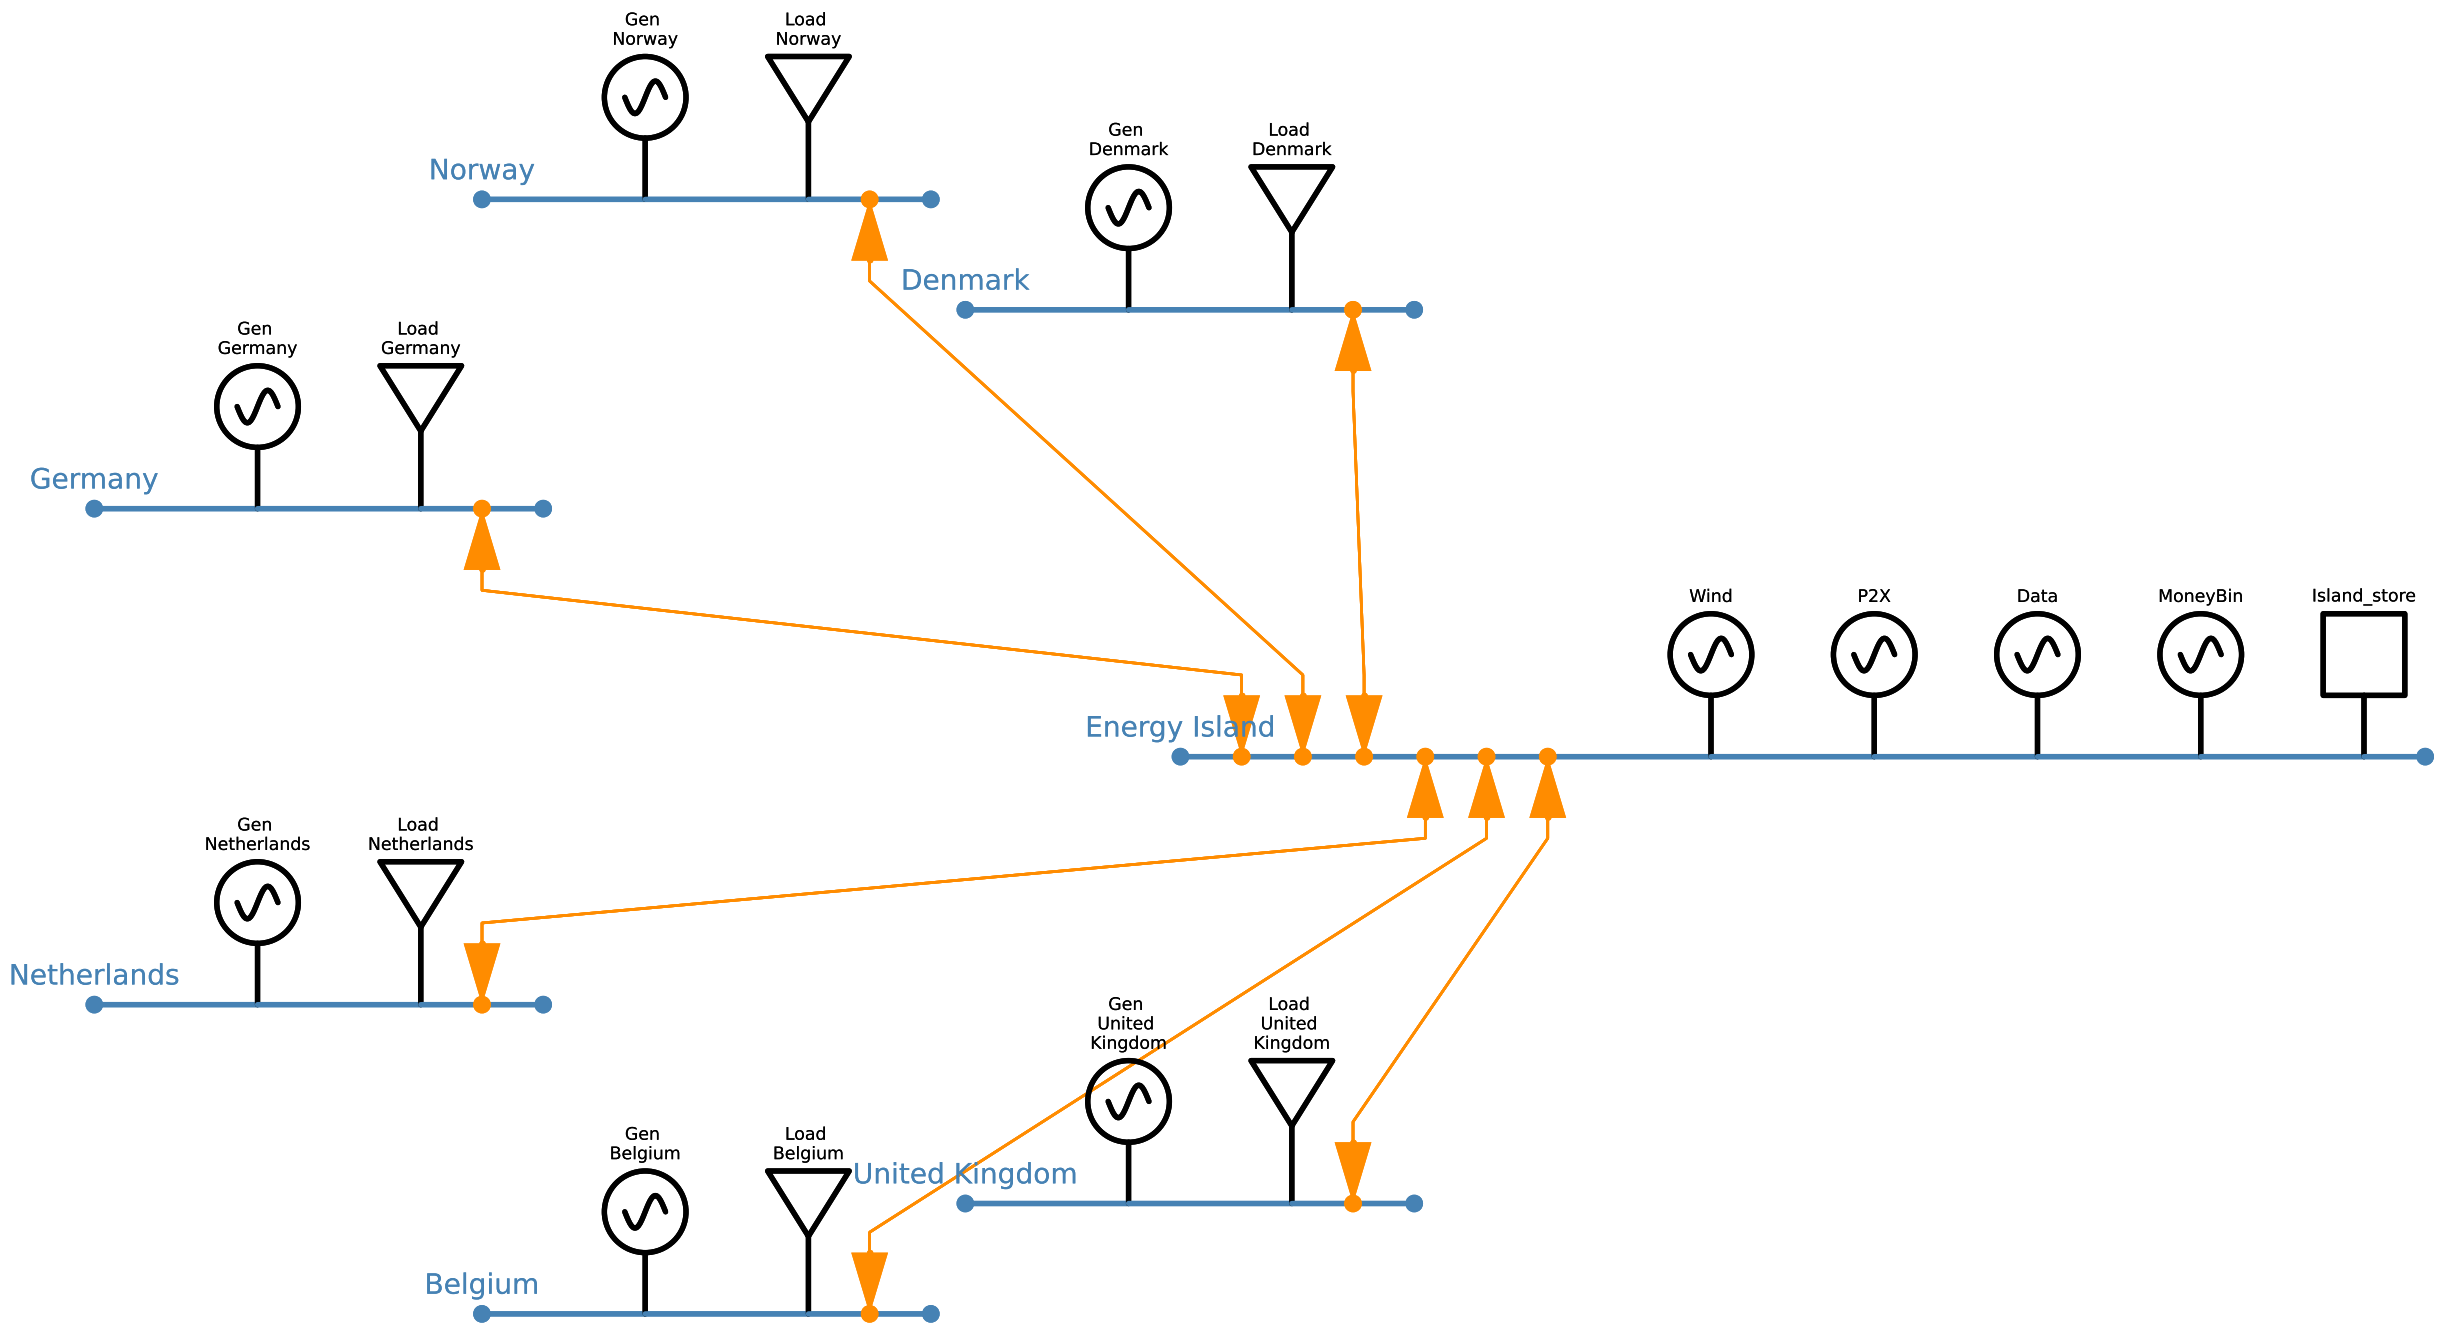 Gen
Norway
Load
Norway
Norway
Gen
Denmark
Load
Denmark
Denmark
Gen
Germany
Load
Germany
Germany
Wind
P2X
Data
MoneyBin
Island_store
Energy Island
Gen
Netherlands
Load
Netherlands
Netherlands
Gen
United
Kingdom
Load
United
Kingdom
United Kingdom
Gen
Belgium
Load
Belgium
Belgium